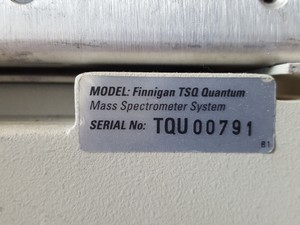 MODEL: Finnigan TSQ Quantum
Mass Spectrometer System
SERIAL No: TQU 00791
B1